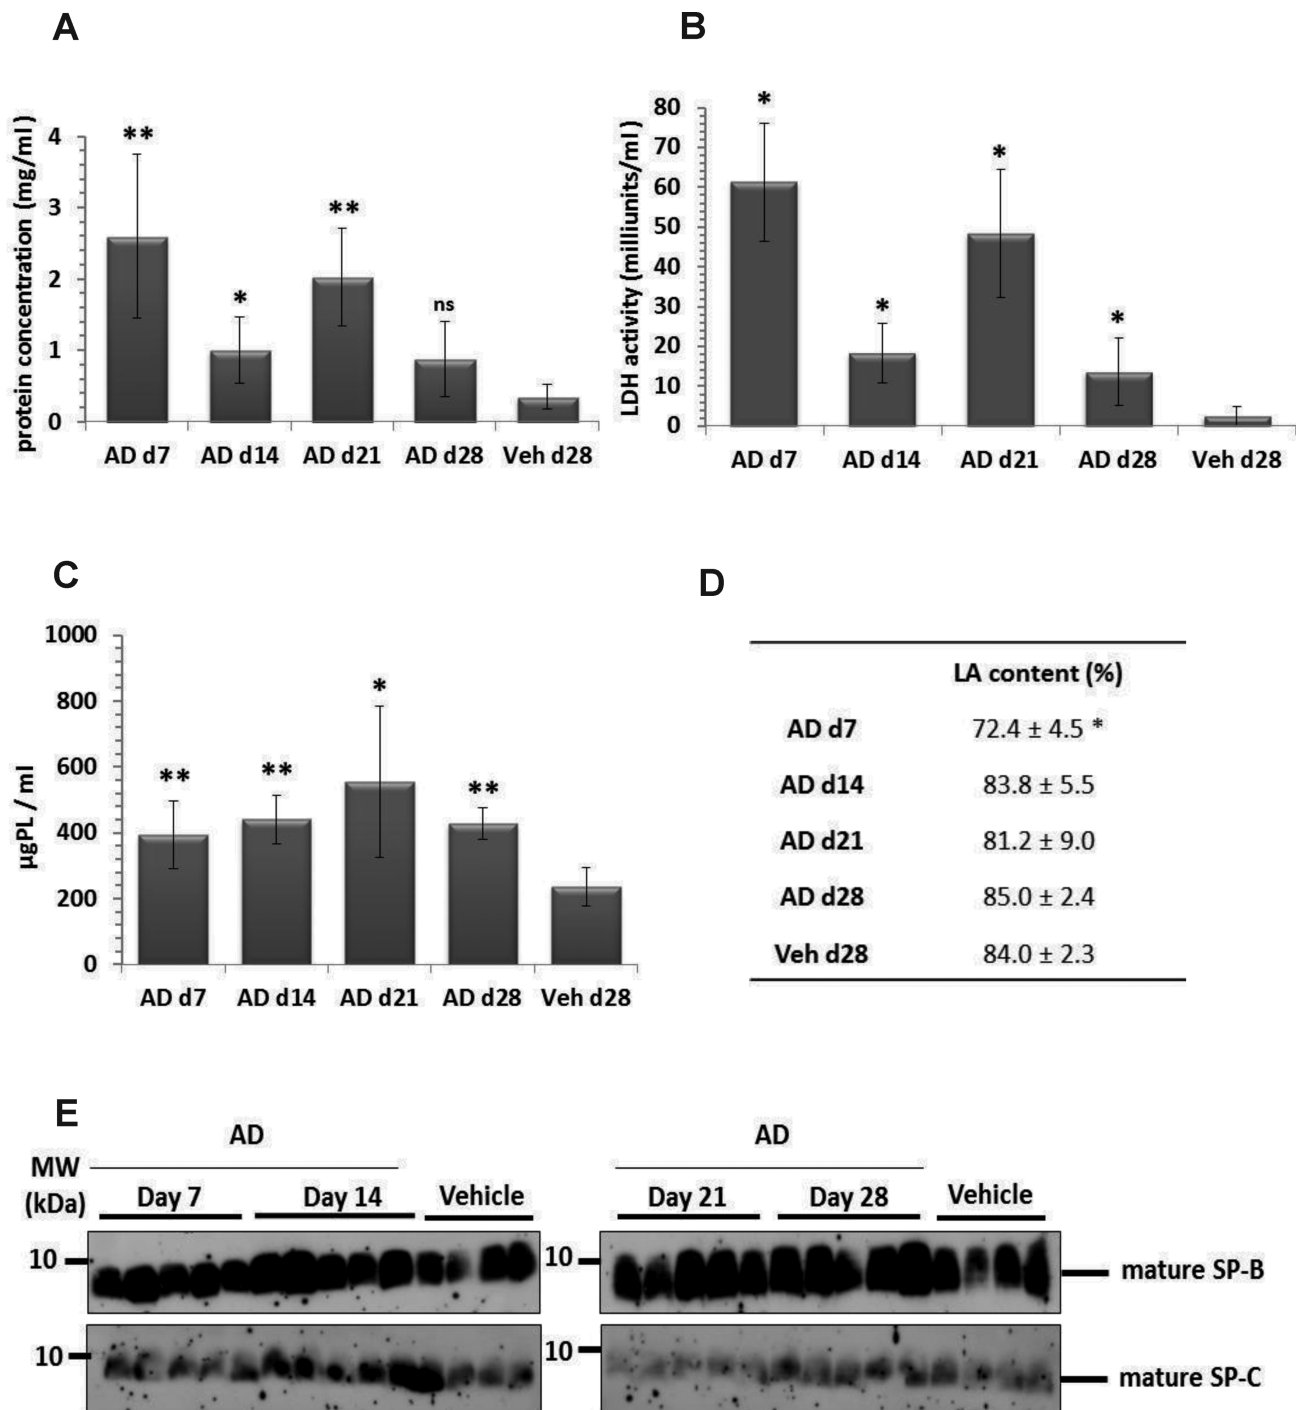 A
protein concentration (mg/ml )
4
3
2
1
0
**
*
**
ns
AD d7 AD d14 AD d21 AD d28 Veh d28
B
LDH activity (milliunits/ml )
80
70
60
50
40
30
20
10
0
*
*
*
*
AD d7 AD d14 AD d21 AD d28 Veh d28
C
µgPL / ml
1000
800
600
400
200
0
**
**
*
**
AD d7 AD d14 AD d21 AD d28 Veh d28
D
LA content (%)
AD d7 72.4 ± 4.5 *
AD d14 83.8 ± 5.5
AD d21 81.2 ± 9.0
AD d28 85.0 ± 2.4
Veh d28 84.0 ± 2.3
E
AD AD
MW
(kDa)
Day 7 Day 14 Vehicle Day 21 Day 28 Vehicle
10 10 mature SP-B
10 10 mature SP-C